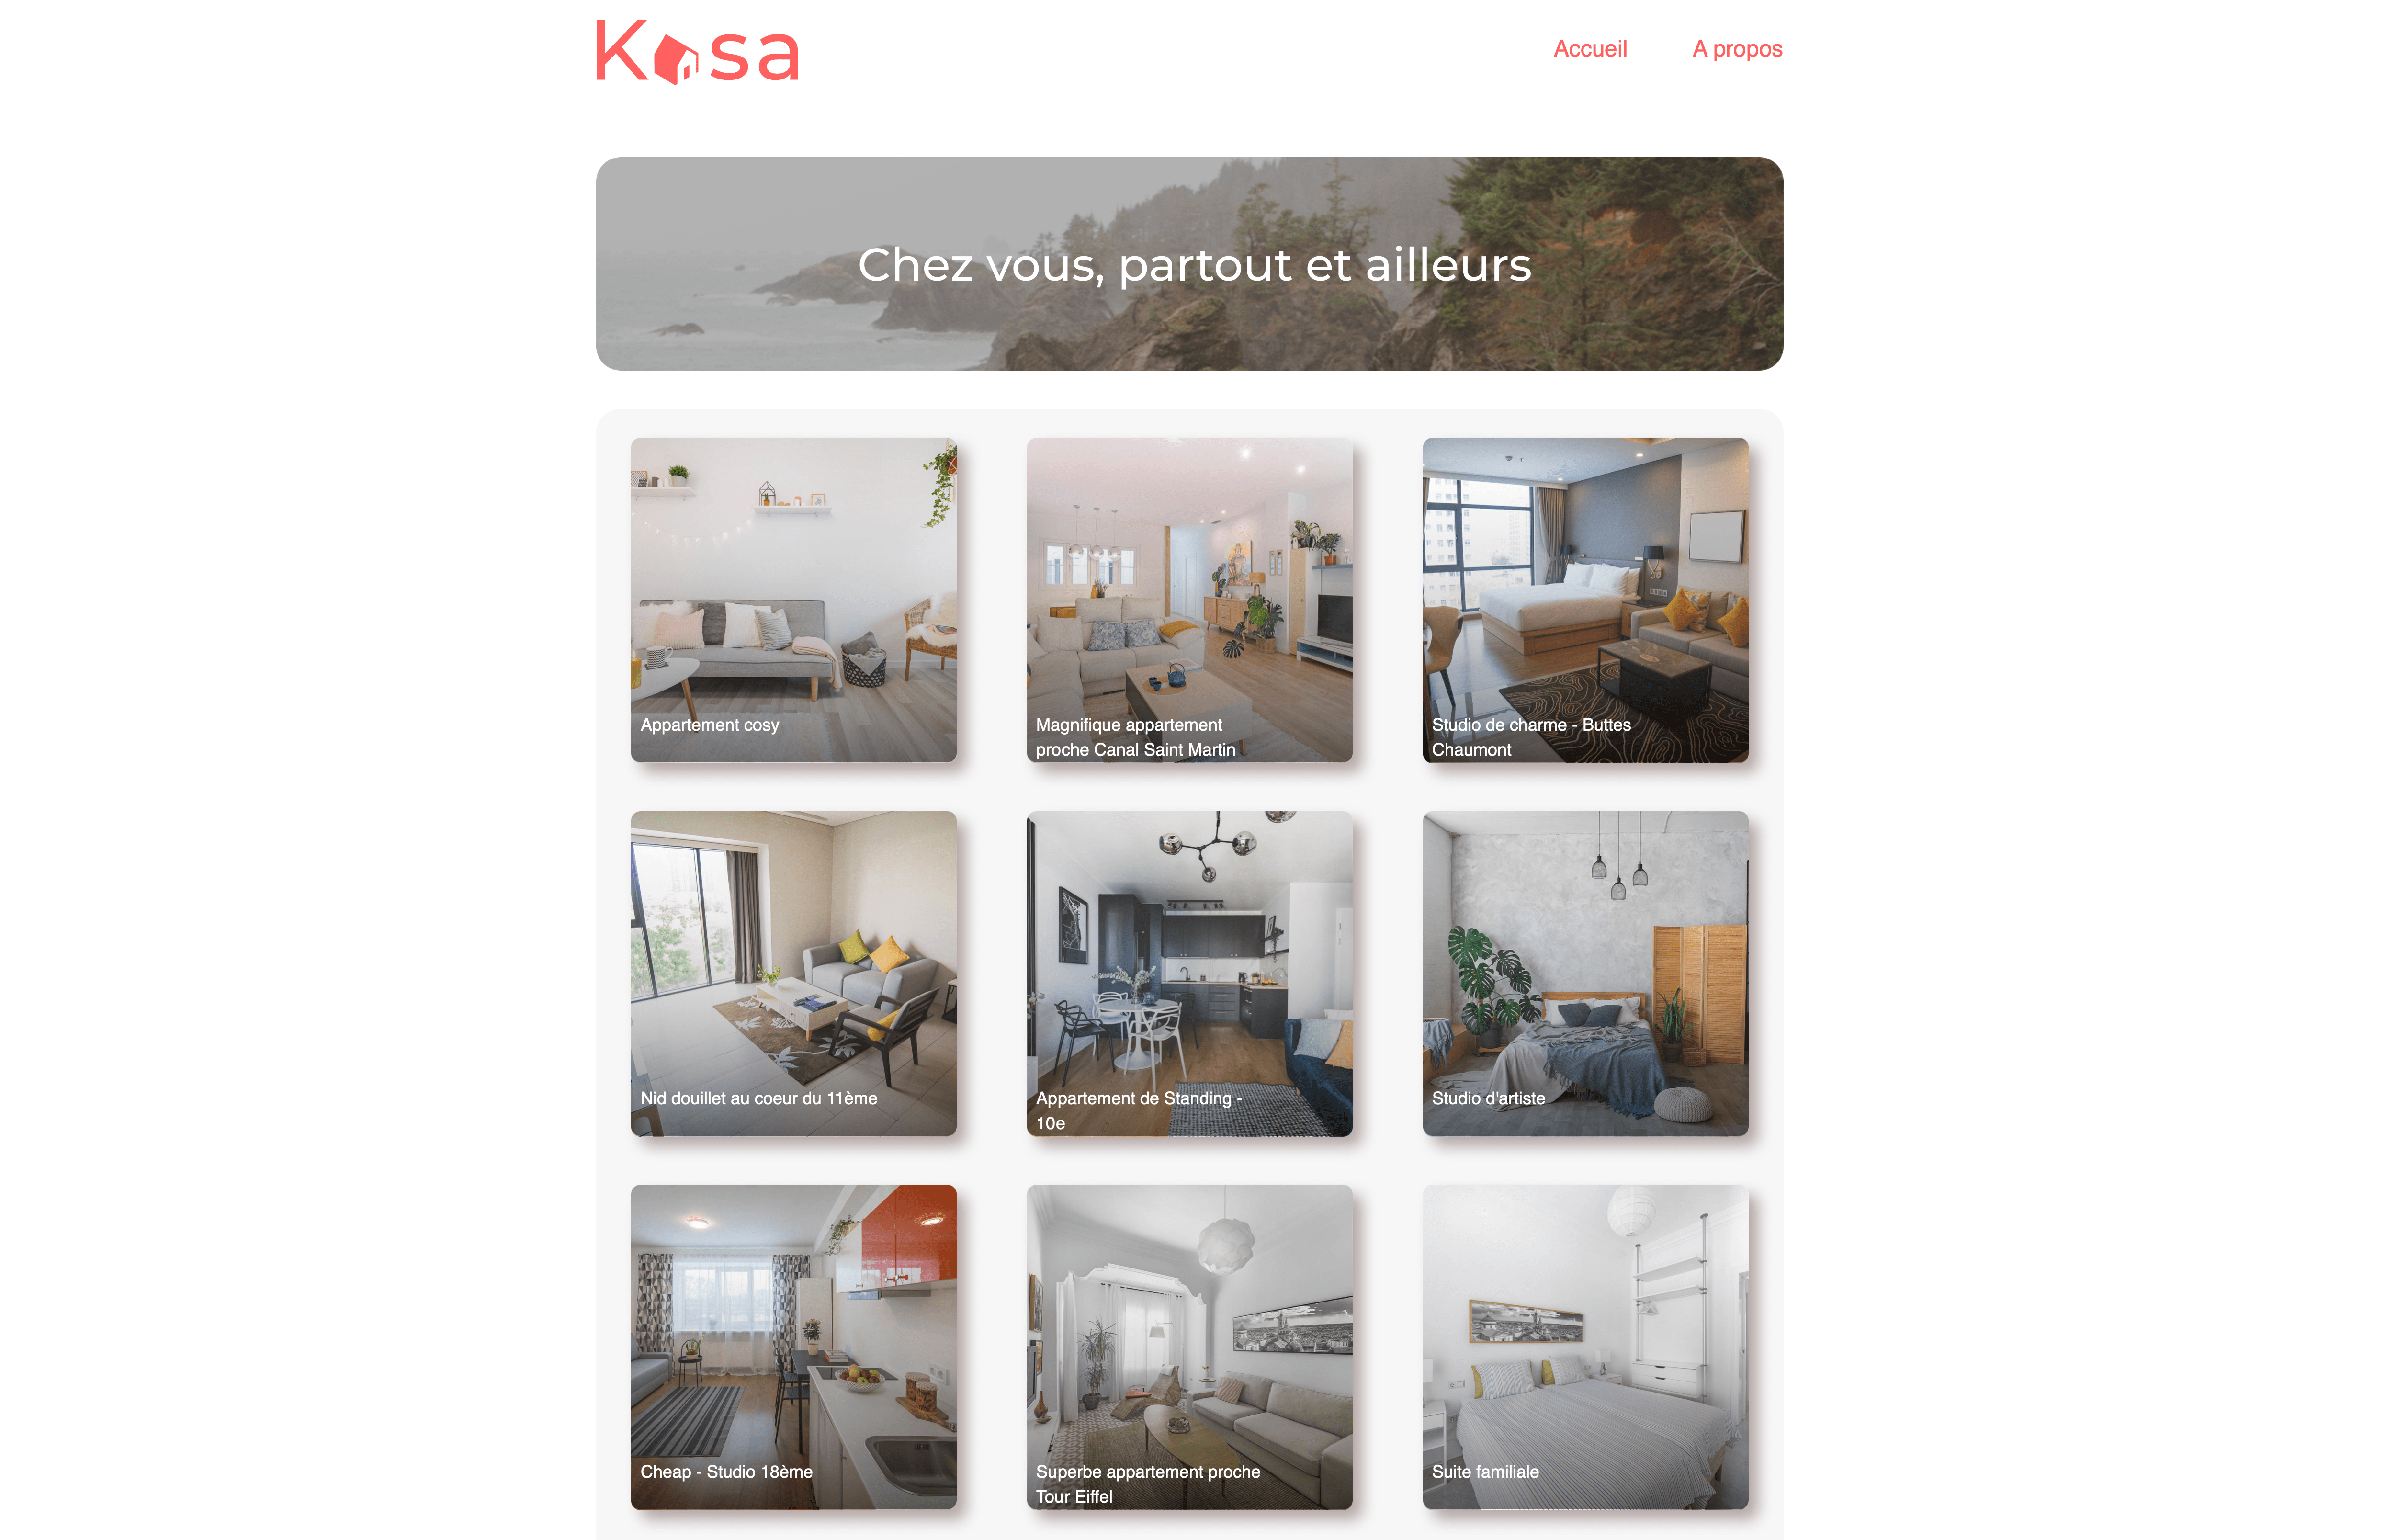 Kasa
Accueil
A propos
Chez vous, partout et ailleurs
Appartement cosy
Magnifique appartement
proche Canal Saint Martin
Studio de charme - Buttes
Chaumont
Nid douillet au coeur du 11ème
Appartement de Standing -
10e
Studio d'artiste
Cheap - Studio 18ème
Superbe appartement proche
Tour Eiffel
Suite familiale